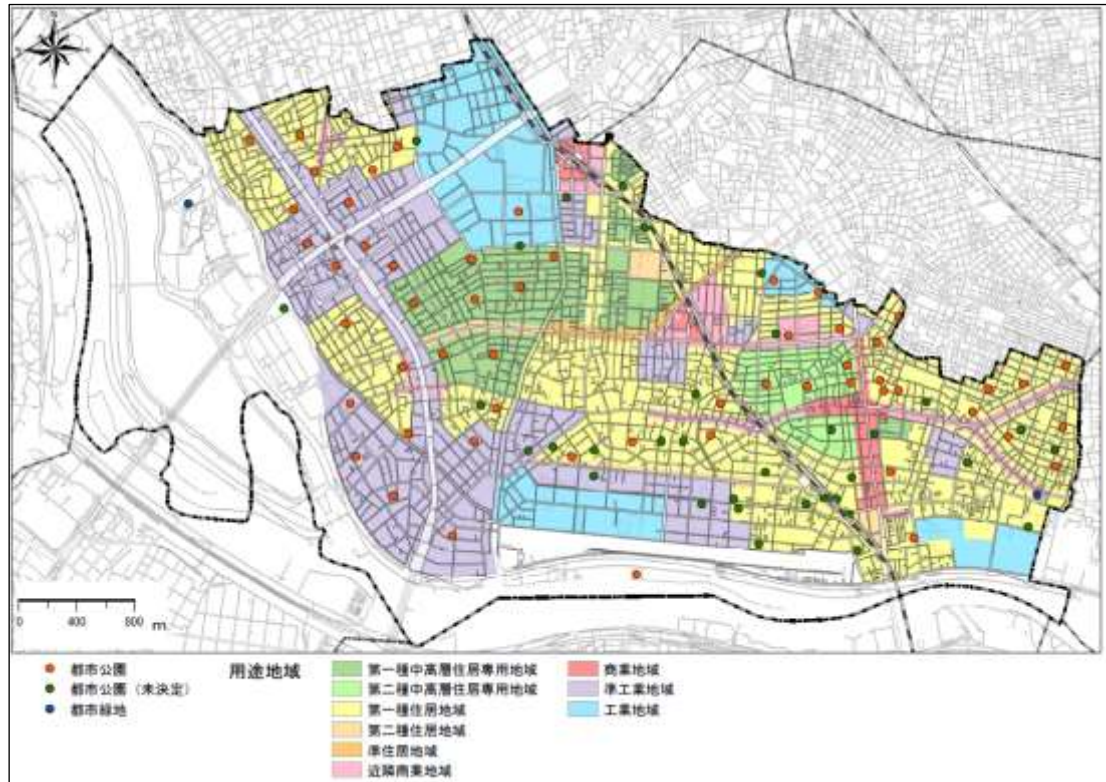 0 400 800 m
都市公園
都市公園（未決定）
都市緑地
用途地域
第一種中高層住居専用地域
第二種中高層住居専用地域
第一種住居地域
第二種住居地域
準住居地域
近隣商業地域
商業地域
準工業地域
工業地域